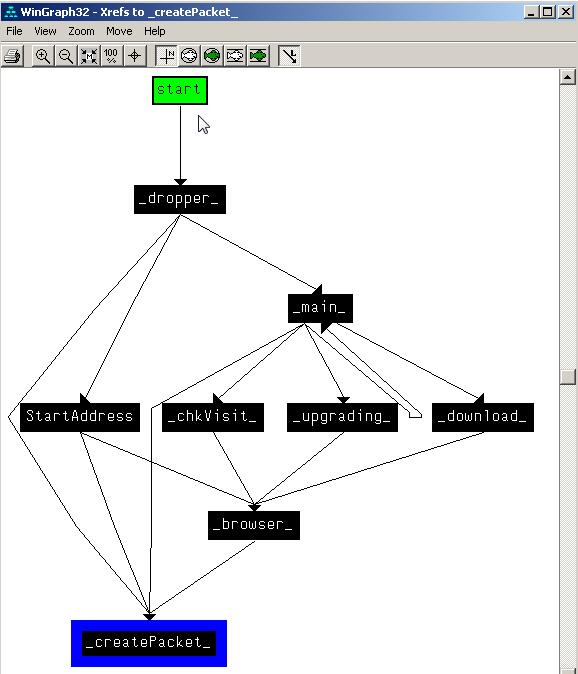 WinGraph32 - Xrefs to _createPacket_
File View Zoom Move Help
100 %
N
start
_dropper_
_main_
StartAddress
_chkVisit_
_upgrading_
_download_
_browser_
_createPacket_